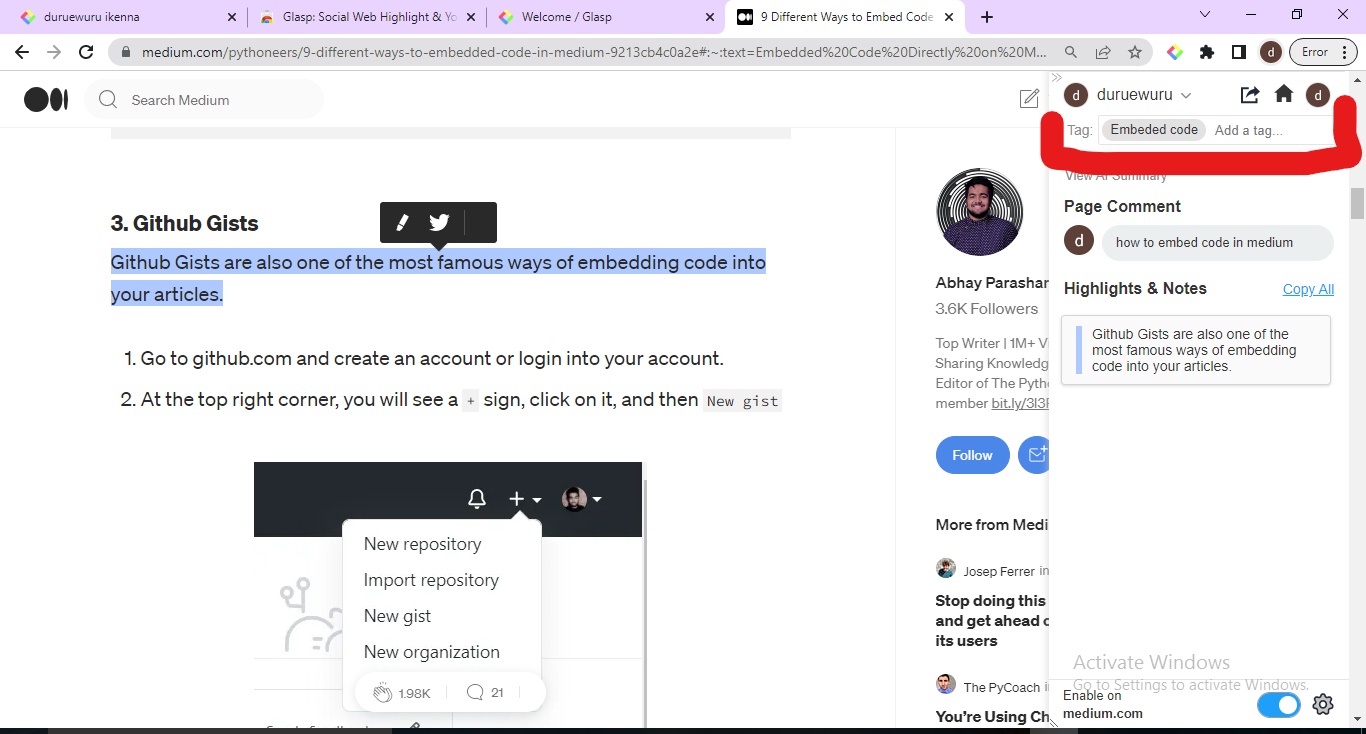 duruewuru ikenna
Glasp: Social Web Highlight & Yo
Welcome / Glasp
9 Different Ways to Embed Code
medium.com/pythoneers/9-different-ways-to-embedded-code-in-medium-9213cb4c0a2e#:~:text=Embedded%20Code%20Directly%20on%20M...
d
Error
Search Medium
3. Github Gists
Github Gists are also one of the most famous ways of embedding code into
your articles.
1. Go to github.com and create an account or login into your account.
2. At the top right corner, you will see a + sign, click on it, and then New gist
New repository
Import repository
New gist
New organization
1.98K
21
Abhay Parashar
3.6K Followers
Top Writer | 1M+ V
Sharing Knowledg
Editor of The Pyth
member bit.ly/3l3F
Follow
More from Medi
Josep Ferrer in
Stop doing this
and get ahead o
its users
The PyCoach i
You're Using Ch
d
duruewuru
d
Tag:
Embeded code
Add a tag...
View AI Summary
Page Comment
d
how to embed code in medium
Highlights & Notes
Copy All
Github Gists are also one of the
most famous ways of embedding
code into your articles.
Activate Windows
Go to Settings to activate Windows.
Enable on
medium.com